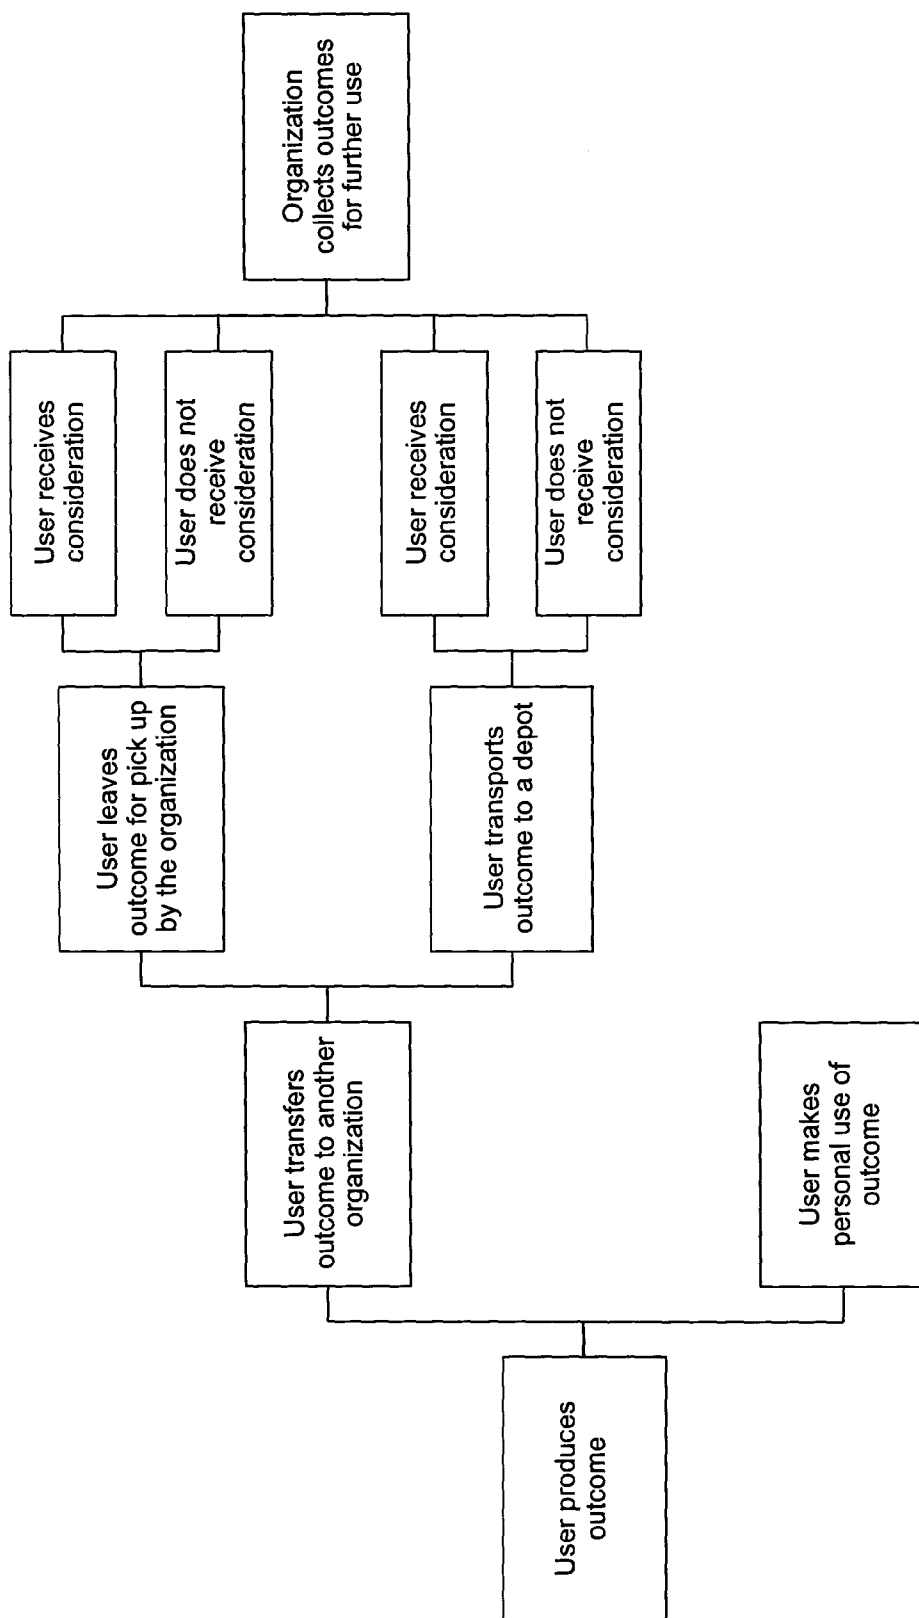 User produces
outcome
User transfers
outcome to another
organization
User makes
personal use of
outcome
User leaves
outcome for pick up
by the organization
User transports
outcome to a depot
User receives
consideration
User does not
receive
consideration
User receives
consideration
User does not
receive
consideration
Organization
collects outcomes
for further use